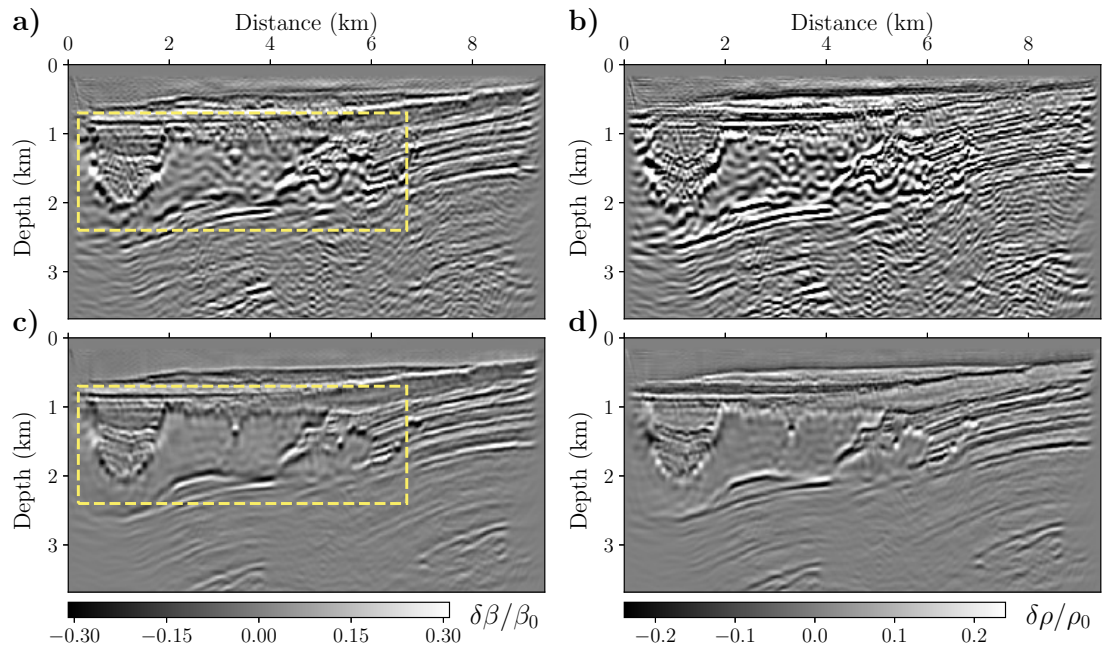 a)
Distance (km)
0 2 4 6 8
0
1
2
3
Depth (km)
b)
Distance (km)
0 2 4 6 8
0
1
2
3
Depth (km)
c)
0
1
2
3
Depth (km)
−0.30 −0.15 0.00 0.15 0.30
δβ/β₀
d)
0
1
2
3
Depth (km)
−0.2 −0.1 0.0 0.1 0.2
δρ/ρ₀